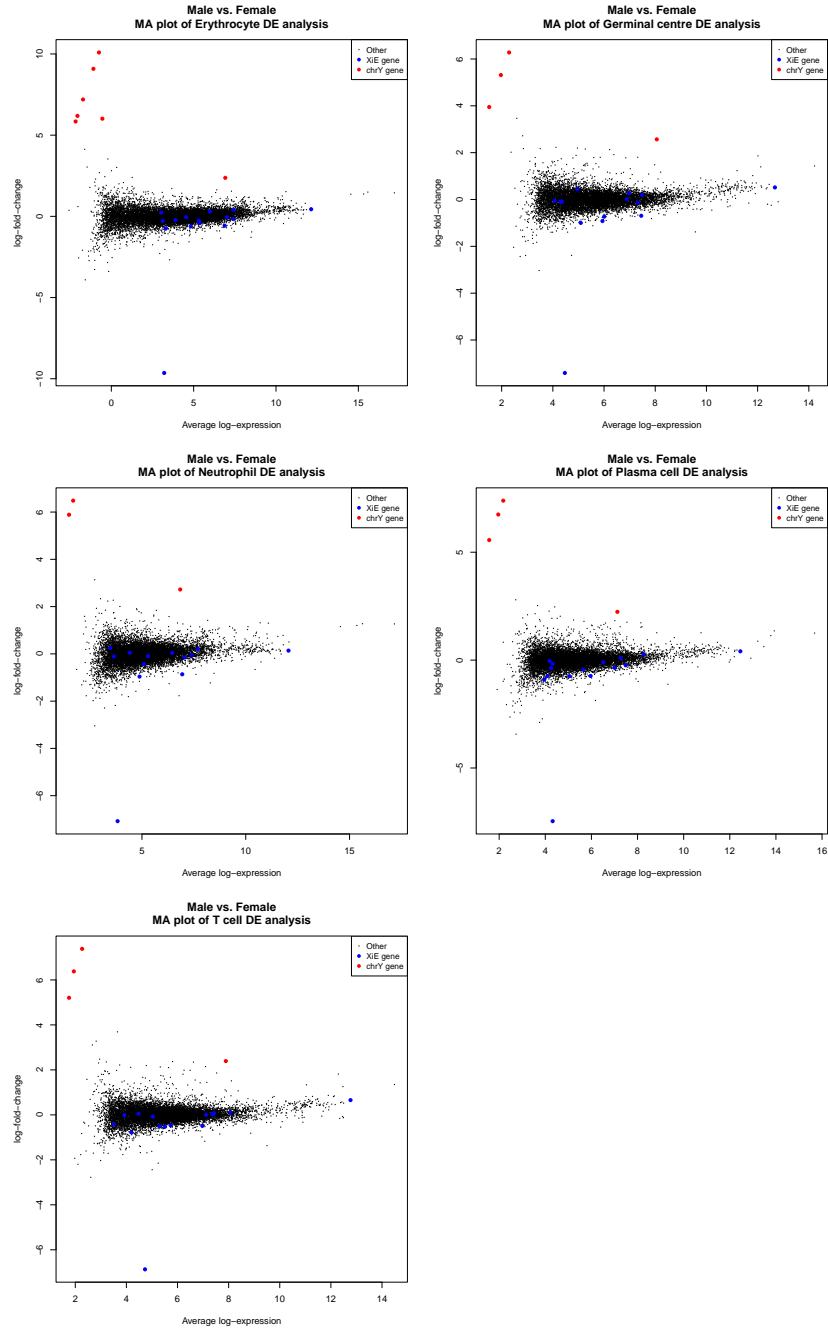 Male vs. Female
MA plot of Erythrocyte DE analysis
Other
XiE gene
chrY gene
10
5
0
−5
−10
log−fold−change
0 5 10 15
Average log−expression
Male vs. Female
MA plot of Germinal centre DE analysis
Other
XiE gene
chrY gene
6
4
2
0
−2
−4
−6
log−fold−change
2 4 6 8 10 12 14
Average log−expression
Male vs. Female
MA plot of Neutrophil DE analysis
Other
XiE gene
chrY gene
6
4
2
0
−2
−4
−6
log−fold−change
5 10 15
Average log−expression
Male vs. Female
MA plot of Plasma cell DE analysis
Other
XiE gene
chrY gene
5
0
−5
log−fold−change
2 4 6 8 10 12 14 16
Average log−expression
Male vs. Female
MA plot of T cell DE analysis
Other
XiE gene
chrY gene
6
4
2
0
−2
−4
−6
log−fold−change
2 4 6 8 10 12 14
Average log−expression